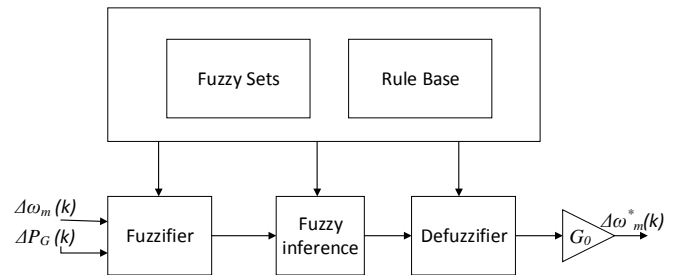 Fuzzy Sets
Rule Base
Δω_m(k)
ΔP_G(k)
Fuzzifier
Fuzzy
inference
Defuzzifier
G_0
Δω*_m(k)